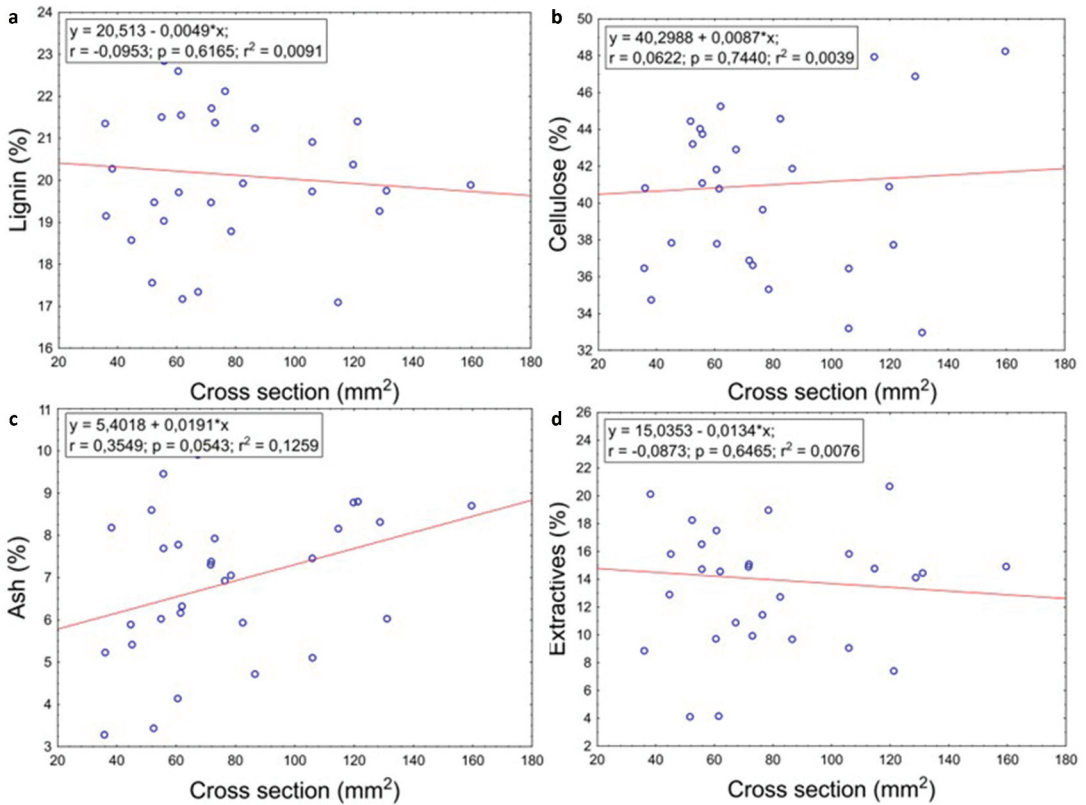 a
y = 20,513 - 0,0049*x;
r = -0,0953; p = 0,6165, r² = 0,0091
24
23
22
21
20
19
18
17
16
Lignin (%)
20 40 60 80 100 120 140 160 180
Cross section (mm²)
b
y = 40,2988 + 0,0087*x;
r = 0,0622; p = 0,7440; r² = 0,0039
50
48
46
44
42
40
38
36
34
32
Cellulose (%)
20 40 60 80 100 120 140 160 180
Cross section (mm²)
c
y = 5,4018 + 0,0191*x
r = 0,3549; p = 0,0543; r² = 0,1259
11
10
9
8
7
6
5
4
3
Ash (%)
20 40 60 80 100 120 140 160 180
Cross section (mm²)
d
y = 15,0353 - 0,0134*x;
r = -0,0873; p = 0,6465; r² = 0,0076
26
24
22
20
18
16
14
12
10
8
6
4
2
Extractives (%)
20 40 60 80 100 120 140 160 180
Cross section (mm²)